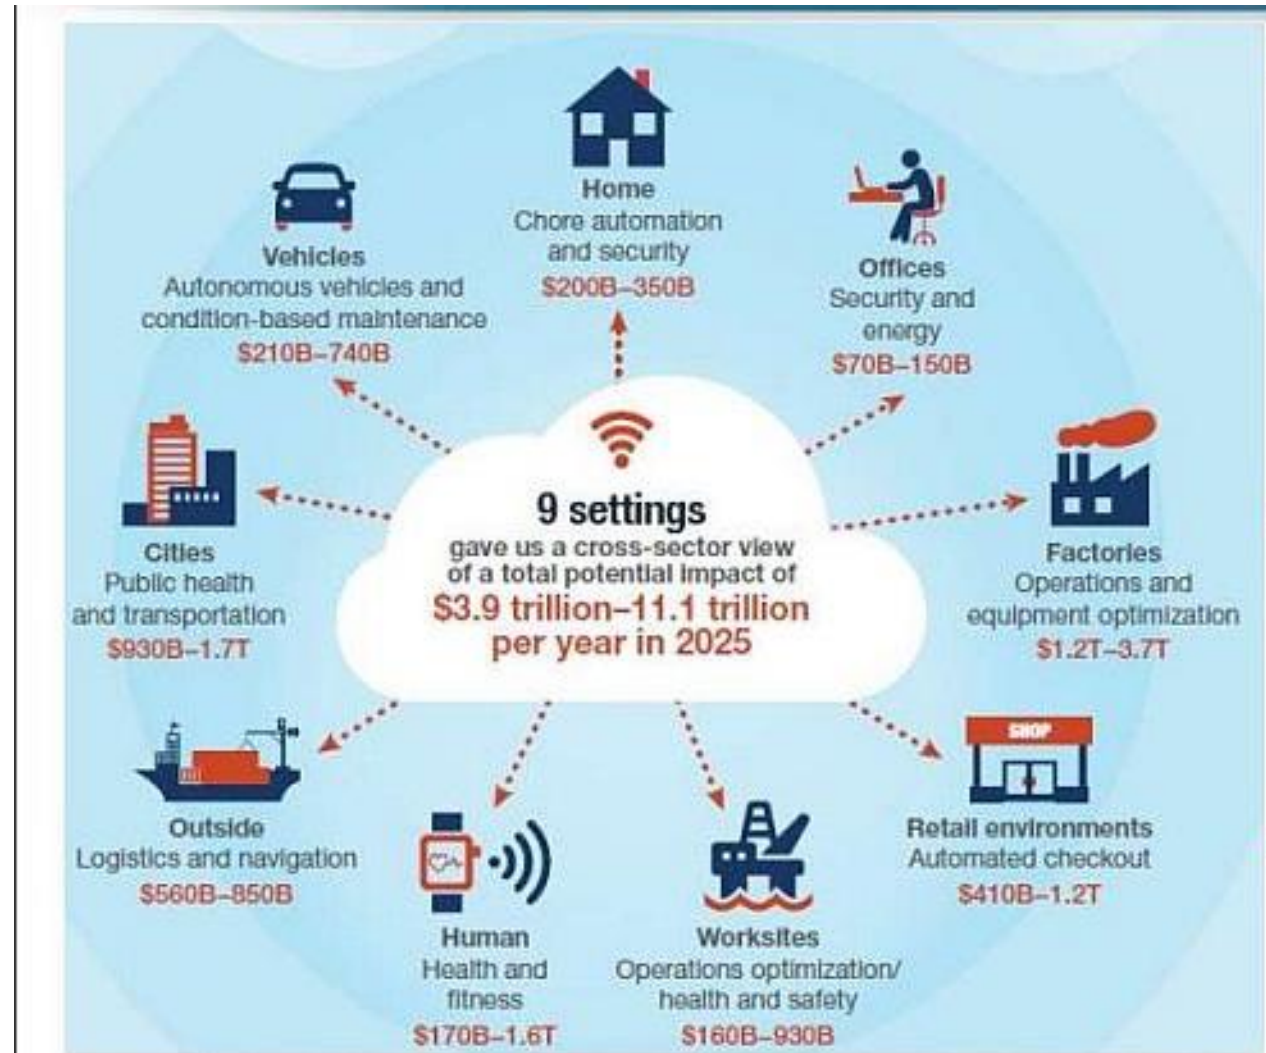 Home
Chore automation
and security
$200B–350B
Vehicles
Autonomous vehicles and
condition-based maintenance
$210B–740B
Offices
Security and
energy
$70B–150B
9 settings
gave us a cross-sector view
of a total potential impact of
$3.9 trillion–11.1 trillion
per year in 2025
Cities
Public health
and transportation
$930B–1.7T
Factories
Operations and
equipment optimization
$1.2T–3.7T
Outside
Logistics and navigation
$560B–850B
SHOP
Retail environments
Automated checkout
$410B–1.2T
Human
Health and
fitness
$170B–1.6T
Worksites
Operations optimization/
health and safety
$160B–930B